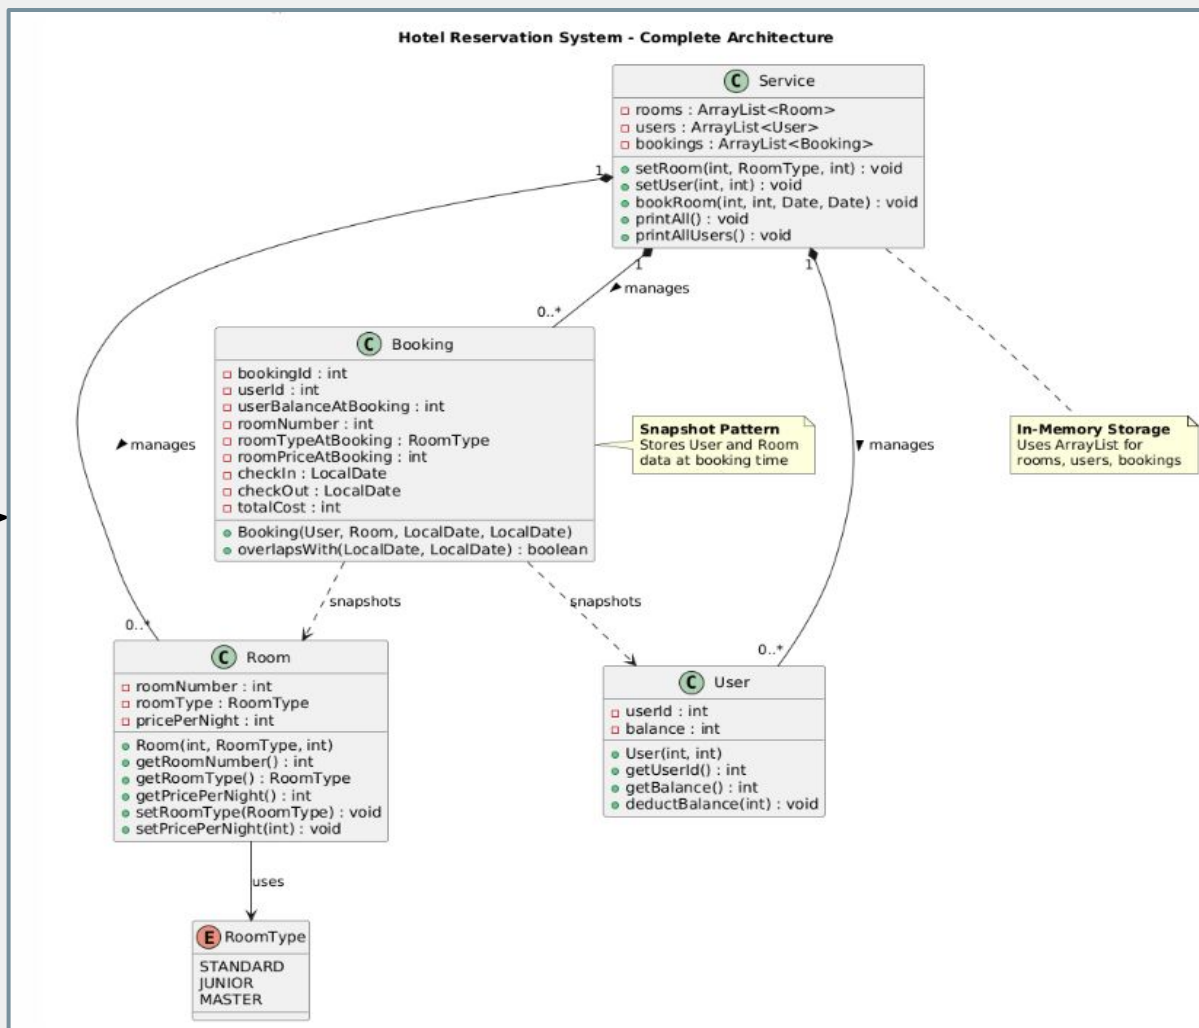 Hotel Reservation System - Complete Architecture
C Service
rooms : ArrayList<Room>
users : ArrayList<User>
bookings : ArrayList<Booking>
setRoom(int, RoomType, int) : void
setUser(int, int) : void
bookRoom(int, int, Date, Date) : void
printAll() : void
printAllUsers() : void
1
1
1
manages
0..*
C Booking
bookingId : int
userId : int
userBalanceAtBooking : int
roomNumber : int
roomTypeAtBooking : RoomType
roomPriceAtBooking : int
checkIn : LocalDate
checkOut : LocalDate
totalCost : int
Booking(User, Room, LocalDate, LocalDate)
overlapsWith(LocalDate, LocalDate) : boolean
Snapshot Pattern
Stores User and Room
data at booking time
In-Memory Storage
Uses ArrayList for
rooms, users, bookings
manages
manages
snapshots
snapshots
0..*
0..*
C Room
roomNumber : int
roomType : RoomType
pricePerNight : int
Room(int, RoomType, int)
getRoomNumber() : int
getRoomType() : RoomType
getPricePerNight() : int
setRoomType(RoomType) : void
setPricePerNight(int) : void
C User
userId : int
balance : int
User(int, int)
getUserId() : int
getBalance() : int
deductBalance(int) : void
uses
E RoomType
STANDARD
JUNIOR
MASTER